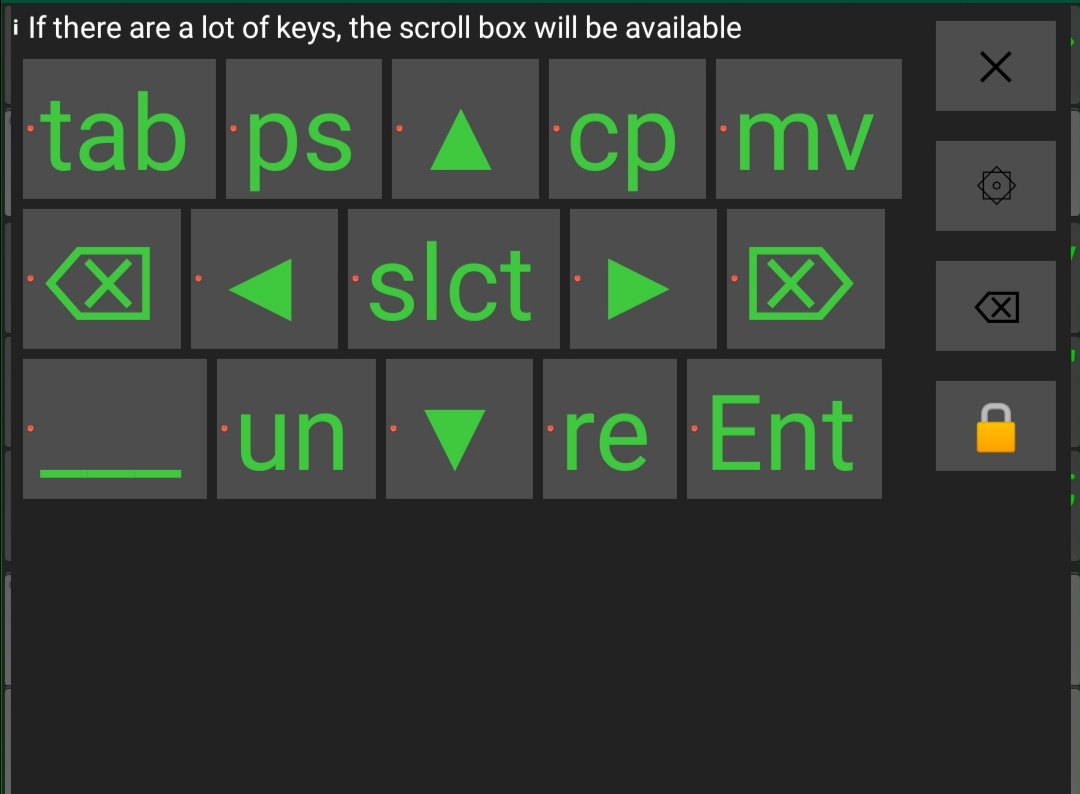 i If there are a lot of keys, the scroll box will be available
tab ps ▲ cp mv
⌫ ◀ slct ▶ ⌦
___ un ▼ re Ent